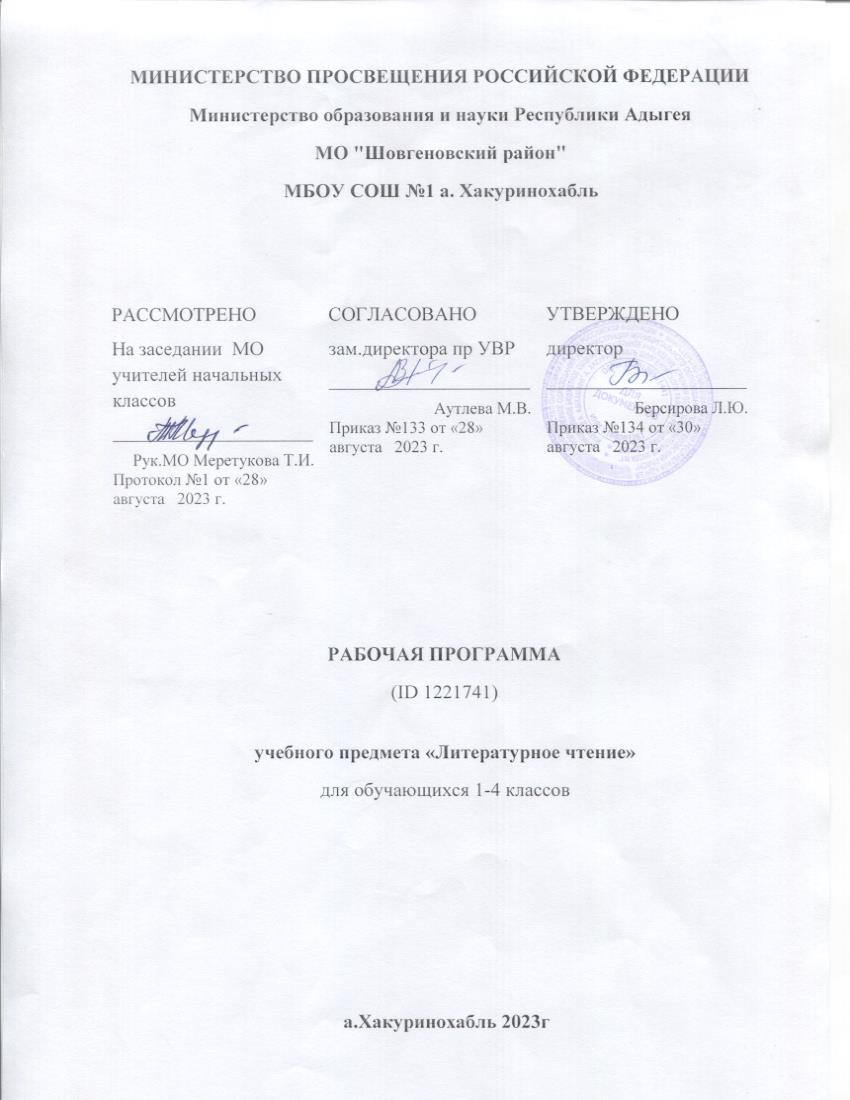 МИНИСТЕРСТВО ПРОСВЕЩЕНИЯ РОССИЙСКОЙ ФЕДЕРАЦИИ
Министерство образования и науки Республики Адыгея
МО "Шовгеновский район"
МБОУ СОШ №1 а. Хакуринохабль
РАССМОТРЕНО
На заседании МО
учителей начальных
классов
Рук.МО Меретукова Т.И.
Протокол №1 от «28»
августа 2023 г.
СОГЛАСОВАНО
зам.директора пр УВР
Аутлева М.В.
Приказ №133 от «28»
августа 2023 г.
УТВЕРЖДЕНО
директор
Берсирова Л.Ю.
Приказ №134 от «30»
августа 2023 г.
ДЛЯ
РАБОЧАЯ ПРОГРАММА
(ID 1221741)
учебного предмета «Литературное чтение»
для обучающихся 1-4 классов
а.Хакуринохабль 2023г